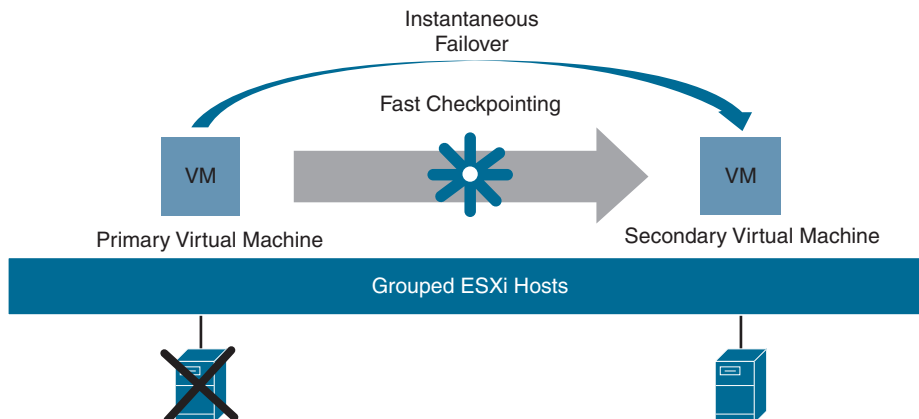 Instantaneous
Failover
Fast Checkpointing
VM
VM
Primary Virtual Machine
Secondary Virtual Machine
Grouped ESXi Hosts